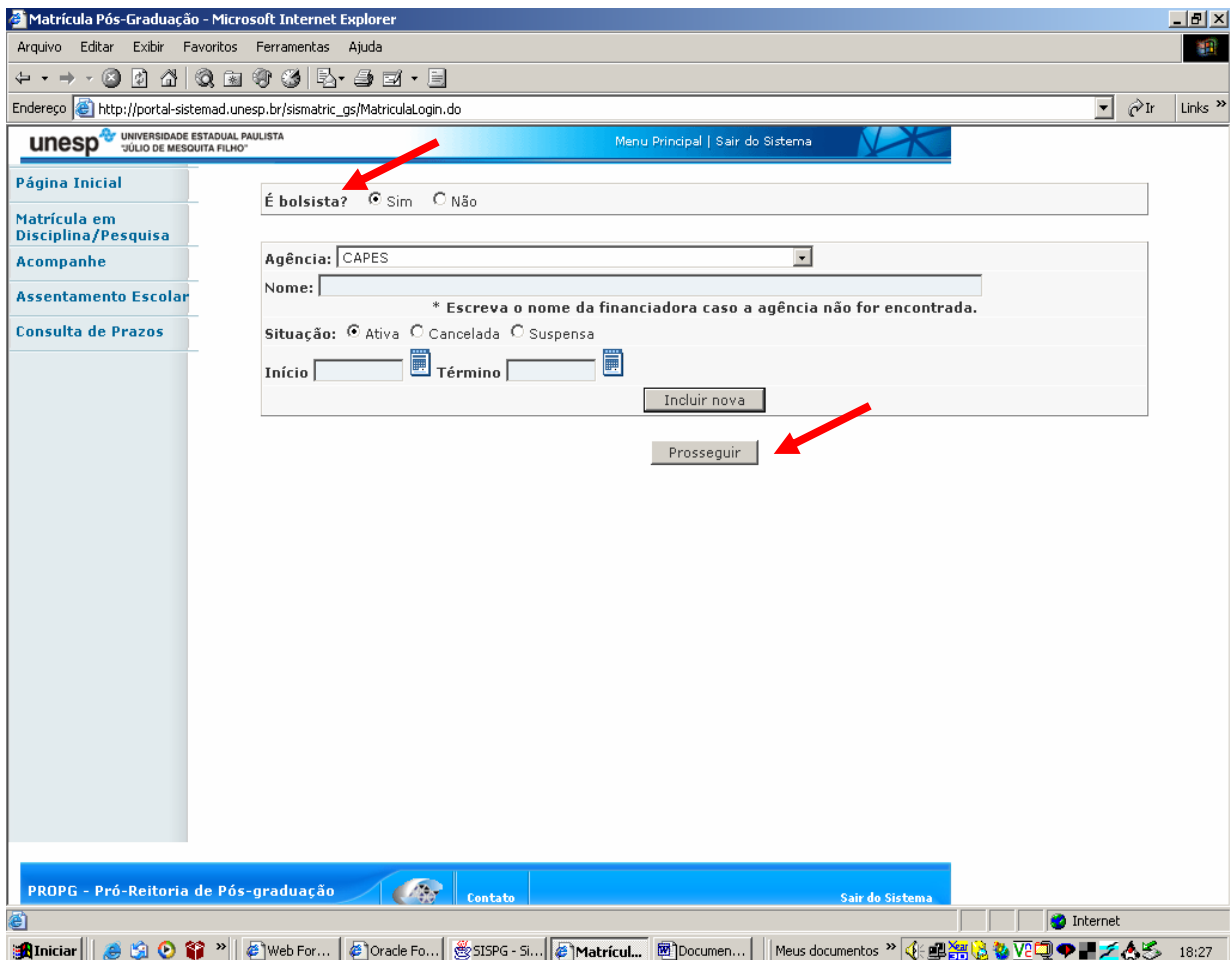 Matrícula Pós-Graduação - Microsoft Internet Explorer
Arquivo Editar Exibir Favoritos Ferramentas Ajuda
Endereço http://portal-sistemad.unesp.br/sismatric_gs/MatriculaLogin.do Ir Links »
unesp UNIVERSIDADE ESTADUAL PAULISTA
"JÚLIO DE MESQUITA FILHO"
Menu Principal | Sair do Sistema
Página Inicial
Matrícula em
Disciplina/Pesquisa
Acompanhe
Assentamento Escolar
Consulta de Prazos
É bolsista? Sim Não
Agência: CAPES
Nome:
* Escreva o nome da financiadora caso a agência não for encontrada.
Situação: Ativa Cancelada Suspensa
Início Término
Incluir nova
Prosseguir
PROPG - Pró-Reitoria de Pós-graduação Contato Sair do Sistema
Internet
Iniciar » Web For... Oracle Fo... SISPG - Si... Matrícul... Documen... Meus documentos » 18:27